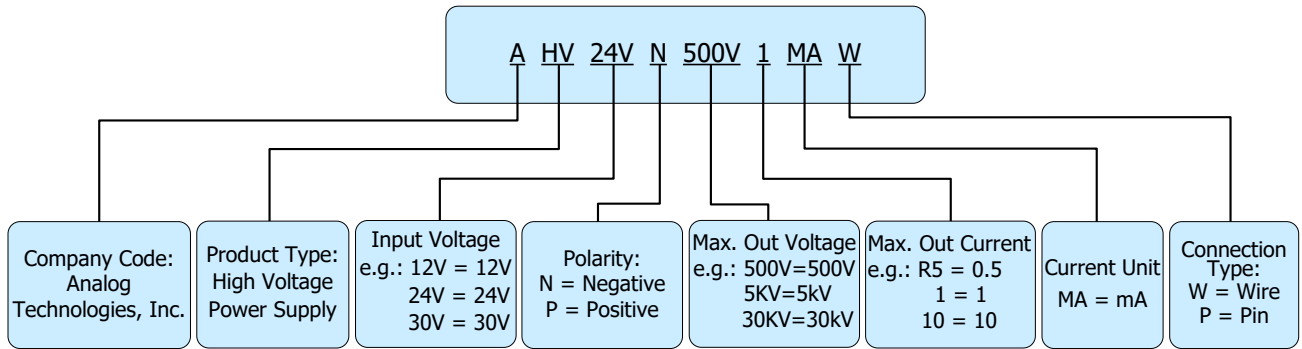 A HV 24V N 500V 1 MA W
Company Code:
Analog
Technologies, Inc.
Product Type:
High Voltage
Power Supply
Input Voltage
e.g.: 12V = 12V
24V = 24V
30V = 30V
Polarity:
N = Negative
P = Positive
Max. Out Voltage
e.g.: 500V=500V
5KV=5kV
30KV=30kV
Max. Out Current
e.g.: R5 = 0.5
1 = 1
10 = 10
Current Unit
MA = mA
Connection
Type:
W = Wire
P = Pin